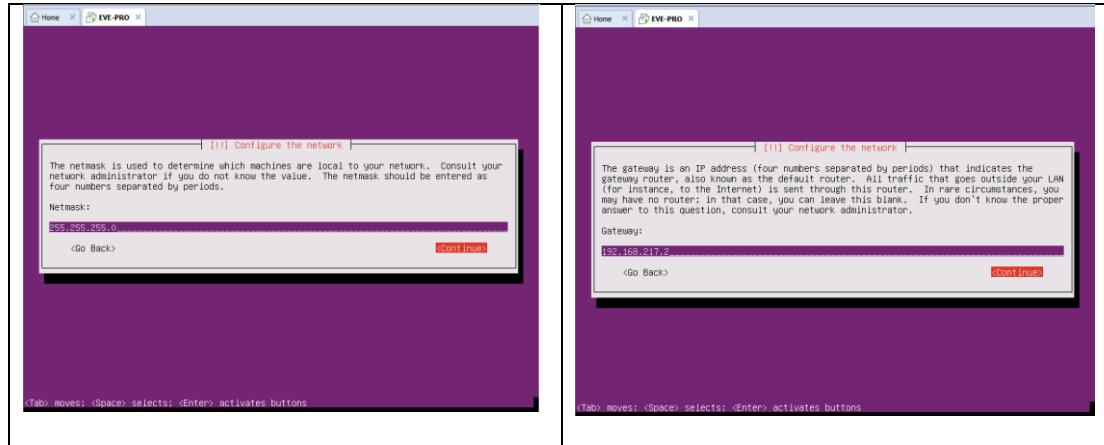 Home × EVE-PRO ×
[!!] Configure the network
The netmask is used to determine which machines are local to your network. Consult your
network administrator if you do not know the value. The netmask should be entered as
four numbers separated by periods.
Netmask:
255.255.255.0
<Go Back> <Continue>
<Tab> moves; <Space> selects; <Enter> activates buttons
Home × EVE-PRO ×
[!!] Configure the network
The gateway is an IP address (four numbers separated by periods) that indicates the
gateway router, also known as the default router. All traffic that goes outside your LAN
(for instance, to the Internet) is sent through this router. In rare circumstances, you
may have no router; in that case, you can leave this blank. If you don't know the proper
answer to this question, consult your network administrator.
Gateway:
192.168.217.2
<Go Back> <Continue>
<Tab> moves; <Space> selects; <Enter> activates buttons